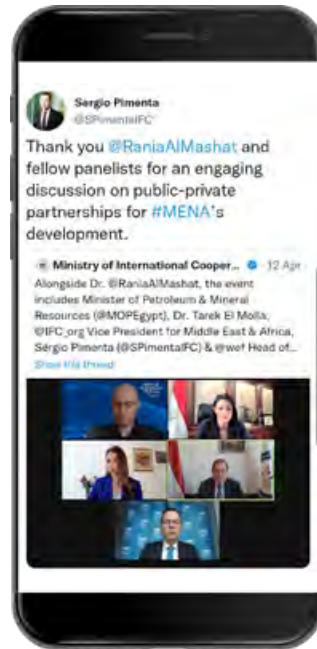 Sergio Pimenta
@SPimentaIFC
Thank you @RaniaAlMashat and
fellow panelists for an engaging
discussion on public-private
partnerships for #MENA's
development.
Ministry of International Cooper... · 12 Apr
Alongside Dr. @RaniaAlMashat, the event
includes Minister of Petroleum & Mineral
Resources (@MOPEgypt), Dr. Tarek El Molla,
@IFC_org Vice President for Middle East & Africa,
Sérgio Pimenta (@SPimentaIFC) & @wef Head of...
Show this thread